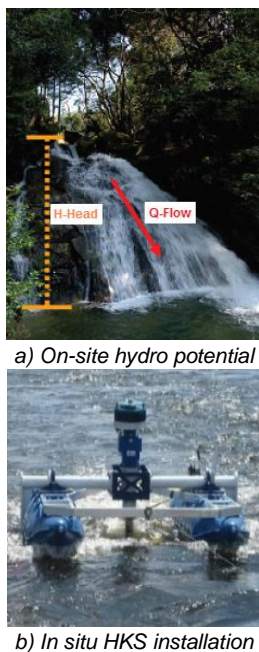 H-Head
Q-Flow
a) On-site hydro potential
b) In situ HKS installation